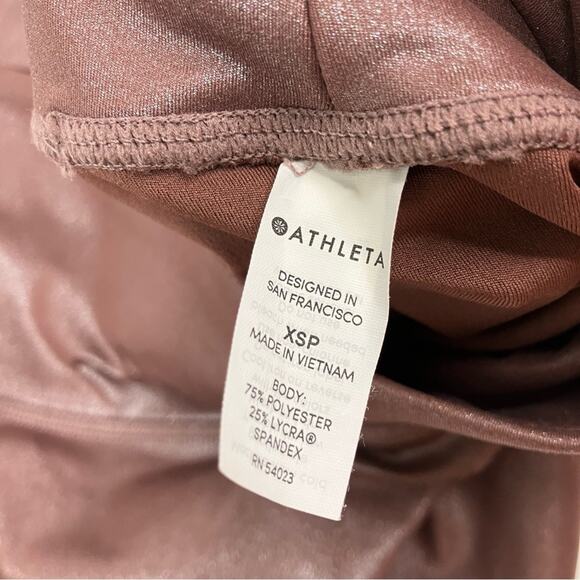 ATHLETA
DESIGNED IN
SAN FRANCISCO
XSP
MADE IN VIETNAM
BODY:
75% POLYESTER
25% LYCRA®
SPANDEX
RN 54023